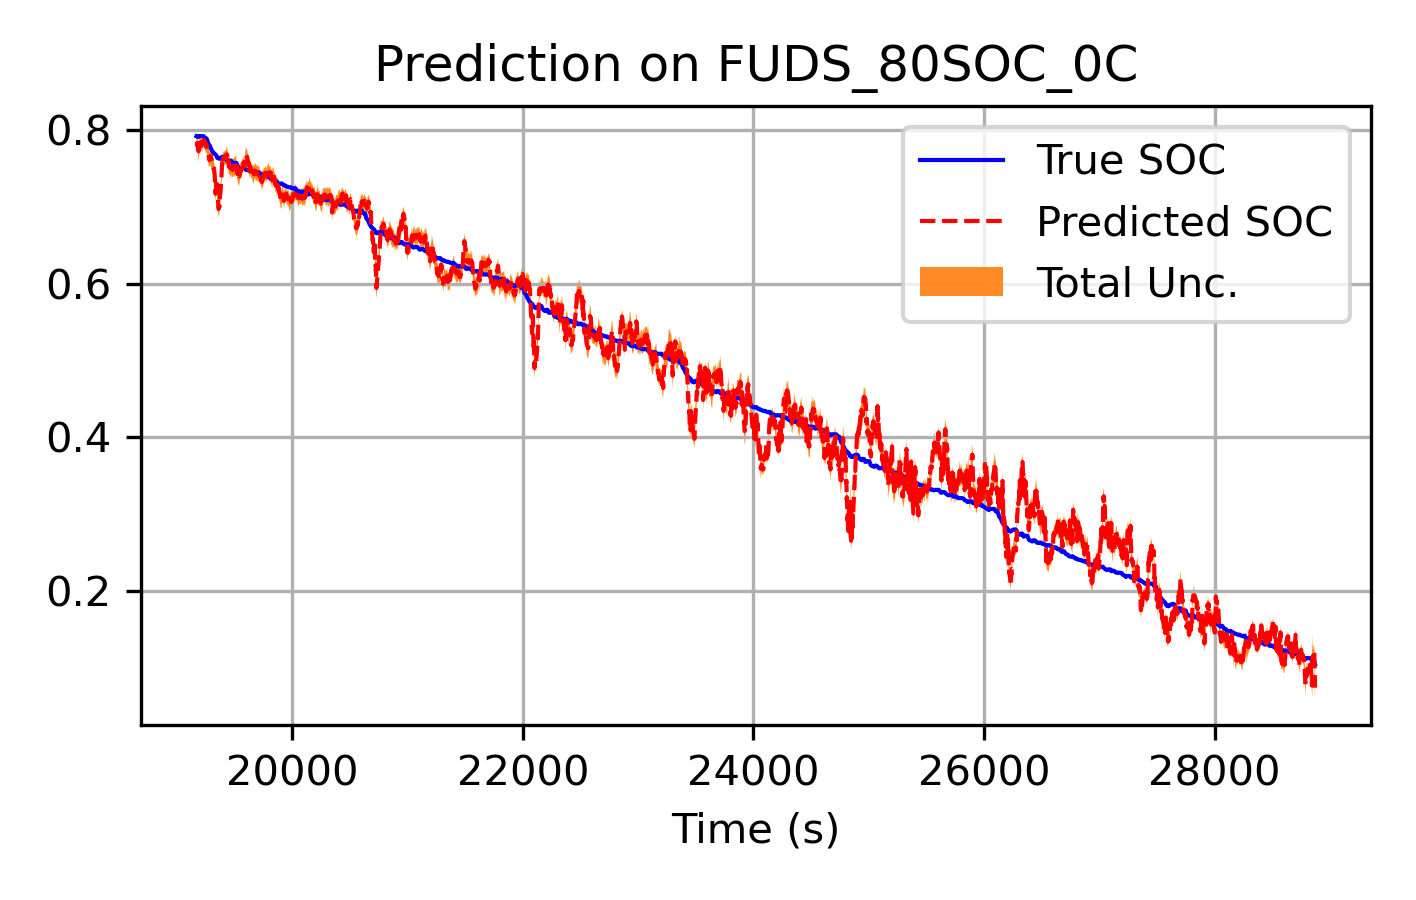 Prediction on FUDS_80SOC_0C
True SOC
Predicted SOC
Total Unc.
0.8
0.6
0.4
0.2
20000 22000 24000 26000 28000
Time (s)